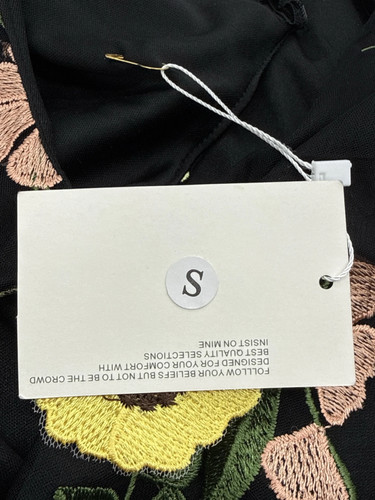 S
FOLLLOW YOUR BELIEFS BUT NOT TO BE THE CROWD
DESIGNED FOR YOUR COMFORT WITH
BEST QUALITY SELECTIONS
INSIST ON MINE